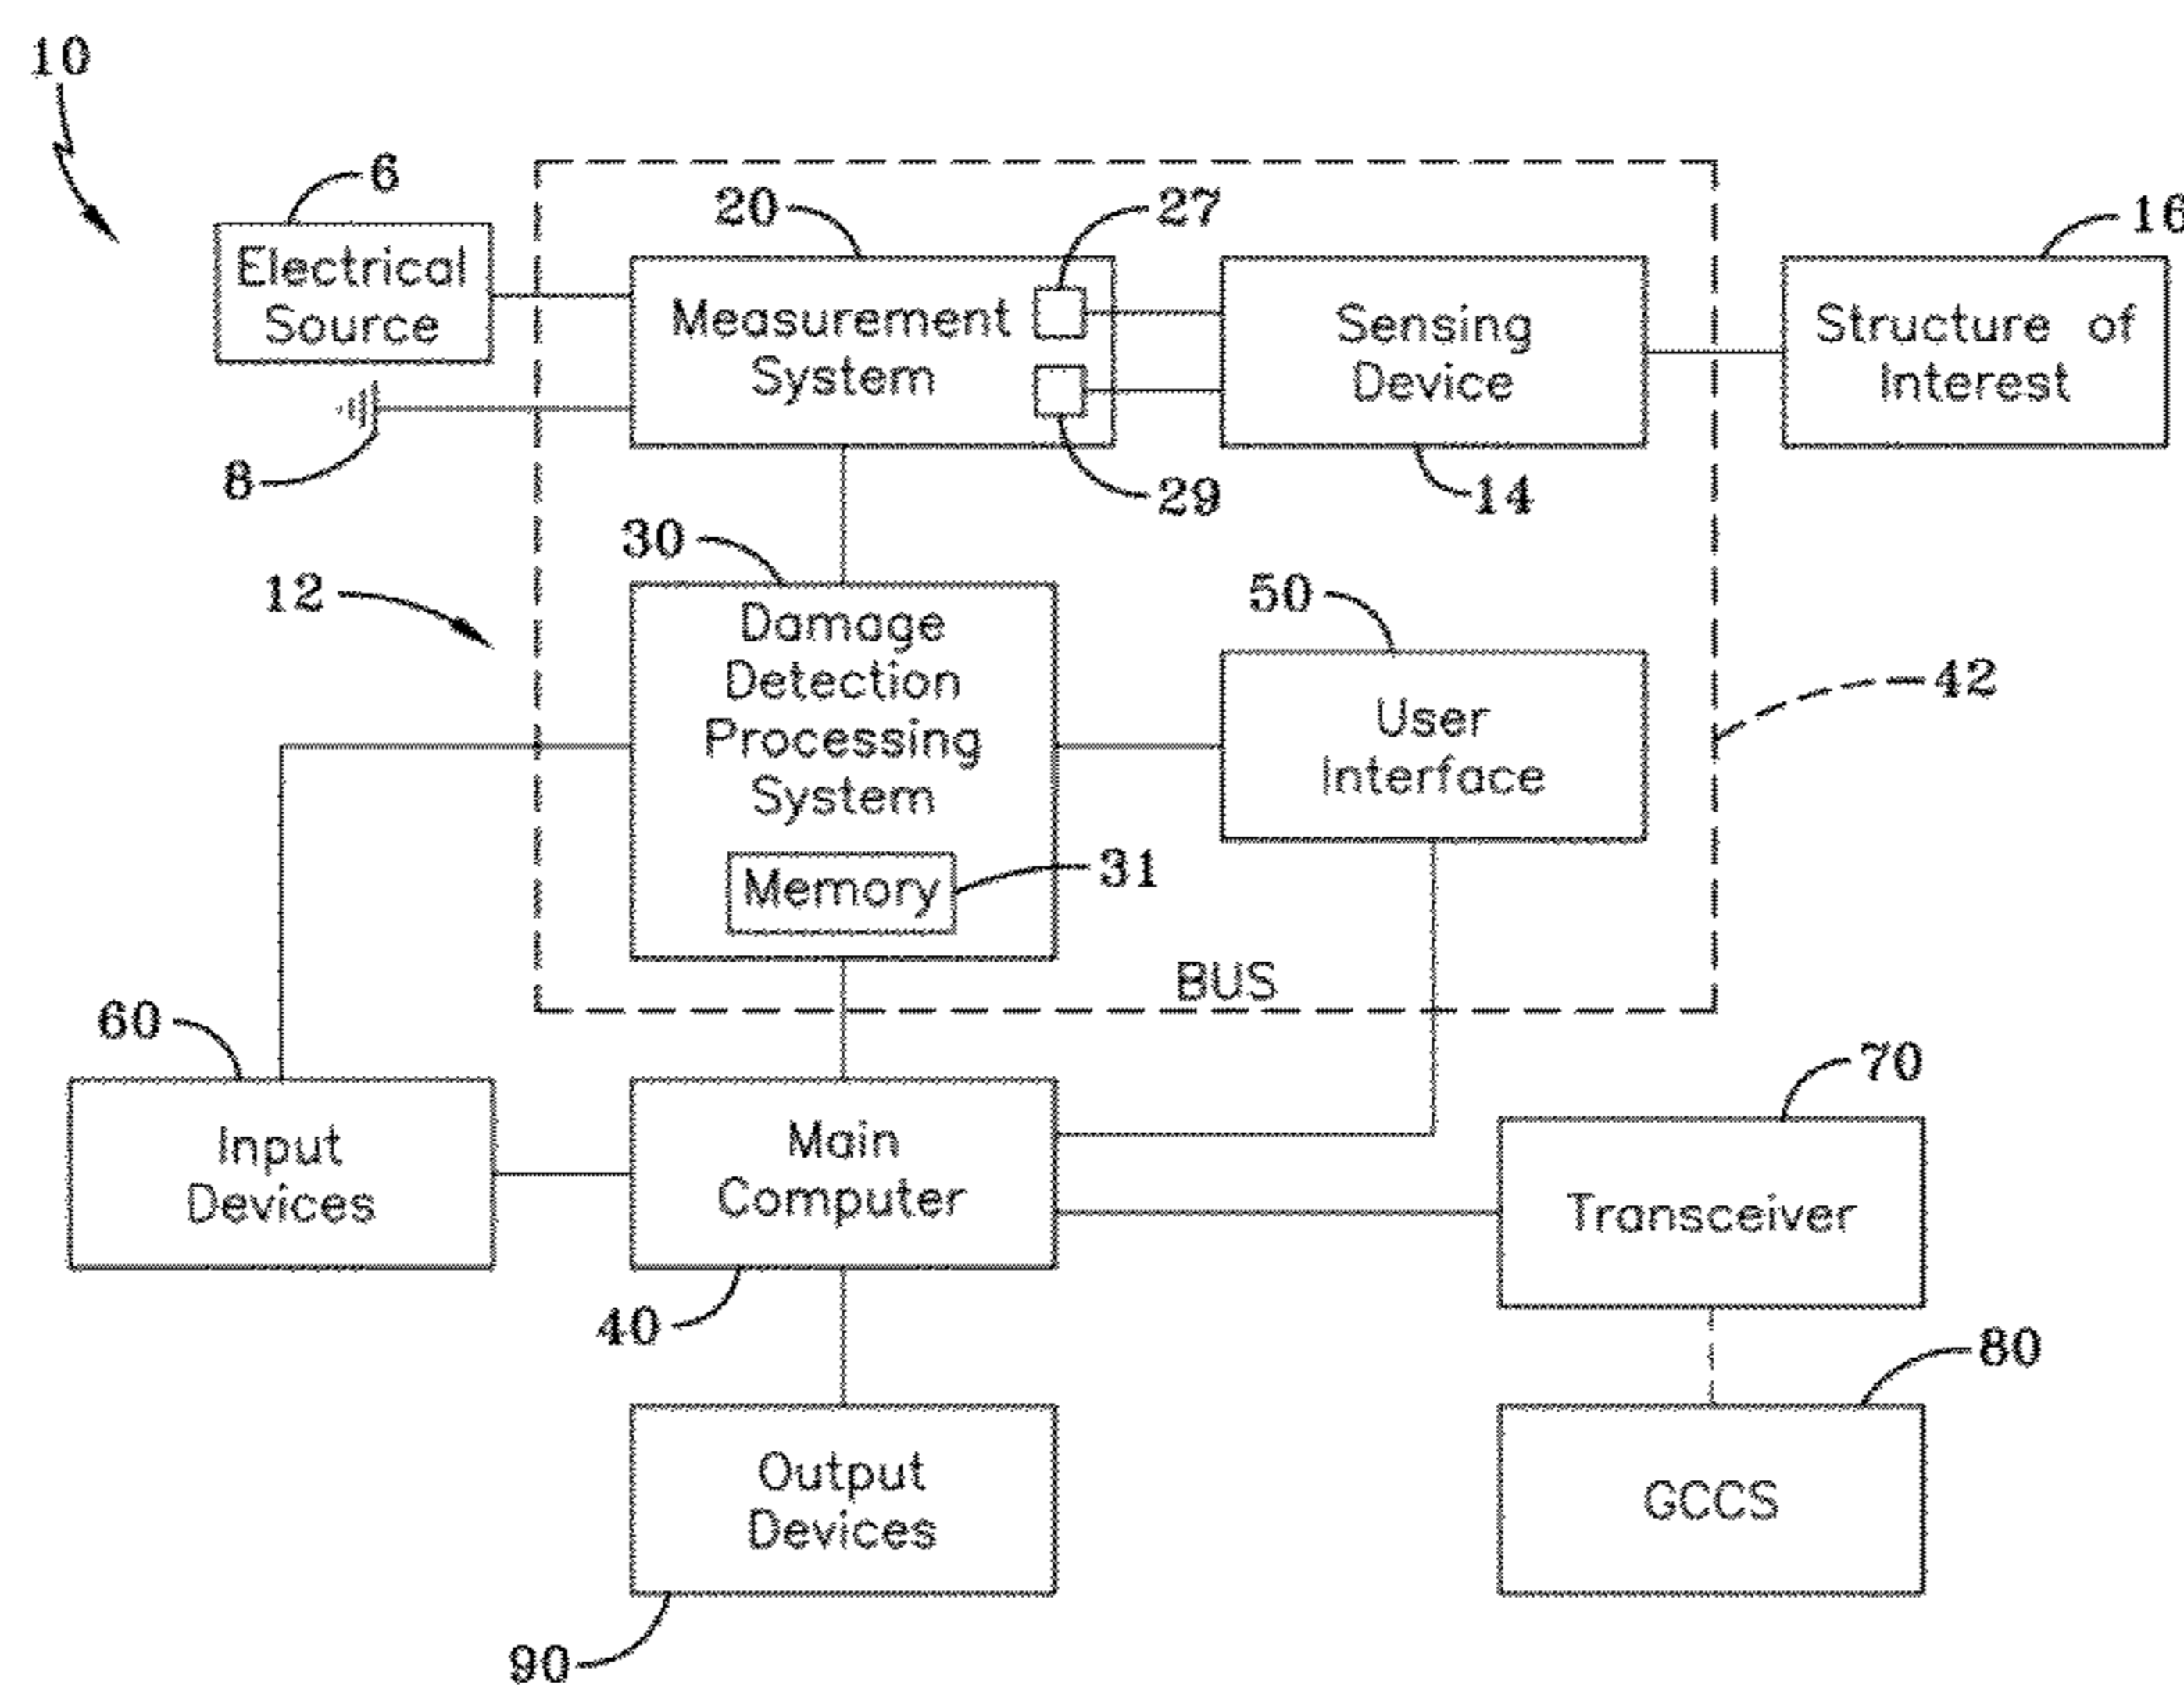 10
6
20
27
16
Electrical
Source
Measurement
System
Sensing
Device
Structure of
Interest
8
29
14
30
12
50
Damage
Detection
Processing
System
User
Interface
42
Memory
31
BUS
60
70
Input
Devices
Main
Computer
Transceiver
40
80
Output
Devices
GCCS
90